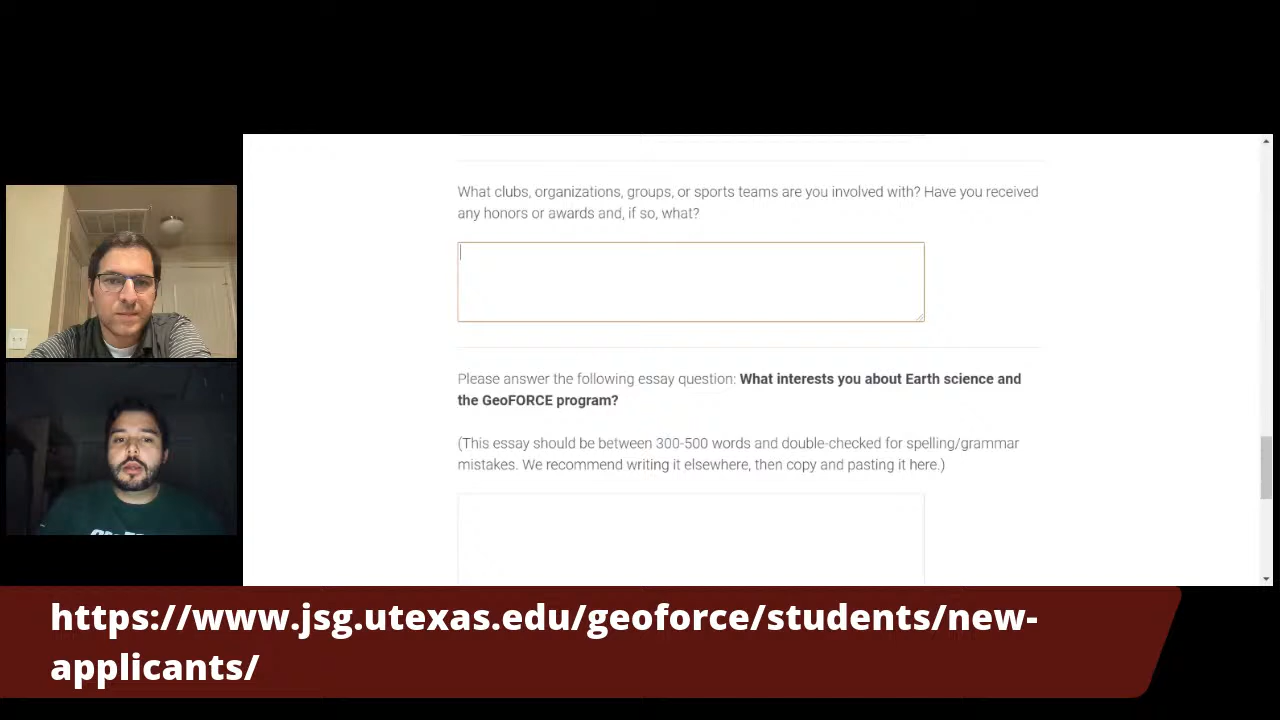 What clubs, organizations, groups, or sports teams are you involved with? Have you received
any honors or awards and, if so, what?
Please answer the following essay question: What interests you about Earth science and
the GeoFORCE program?
(This essay should be between 300-500 words and double-checked for spelling/grammar
mistakes. We recommend writing it elsewhere, then copy and pasting it here.)
https://www.jsg.utexas.edu/geoforce/students/new-
applicants/